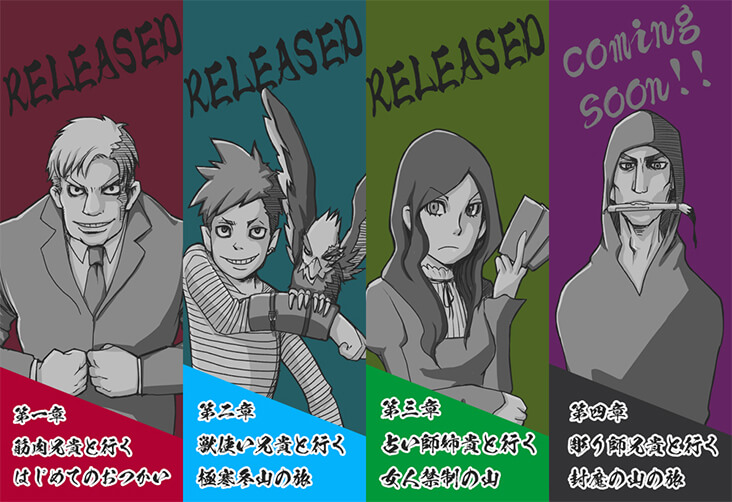 RELEASED
第一章
筋肉兄貴と行く
はじめてのおつかい
RELEASED
第二章
獣使い兄貴と行く
極寒冬山の旅
RELEASED
第三章
占い師姉貴と行く
女人禁制の山
coming
soon!!
第四章
彫り師兄貴と行く
封魔の山の旅